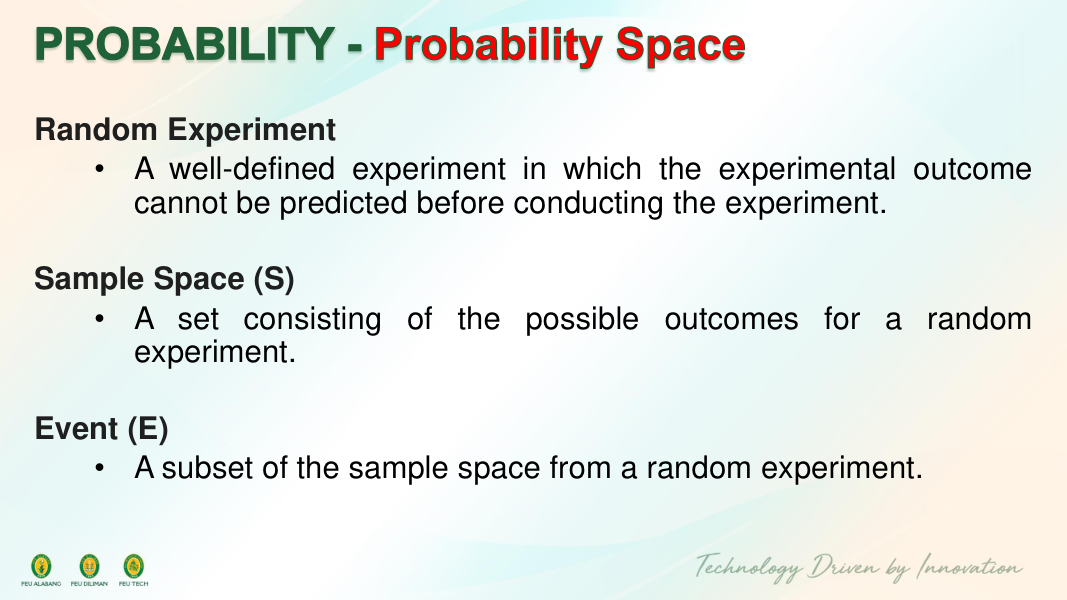 PROBABILITY - Probability Space
Random Experiment
• A well-defined experiment in which the experimental outcome
cannot be predicted before conducting the experiment.
Sample Space (S)
• A set consisting of the possible outcomes for a random
experiment.
Event (E)
• A subset of the sample space from a random experiment.
FEU ALABANG FEU DILIMAN FEU TECH
Technology Driven by Innovation